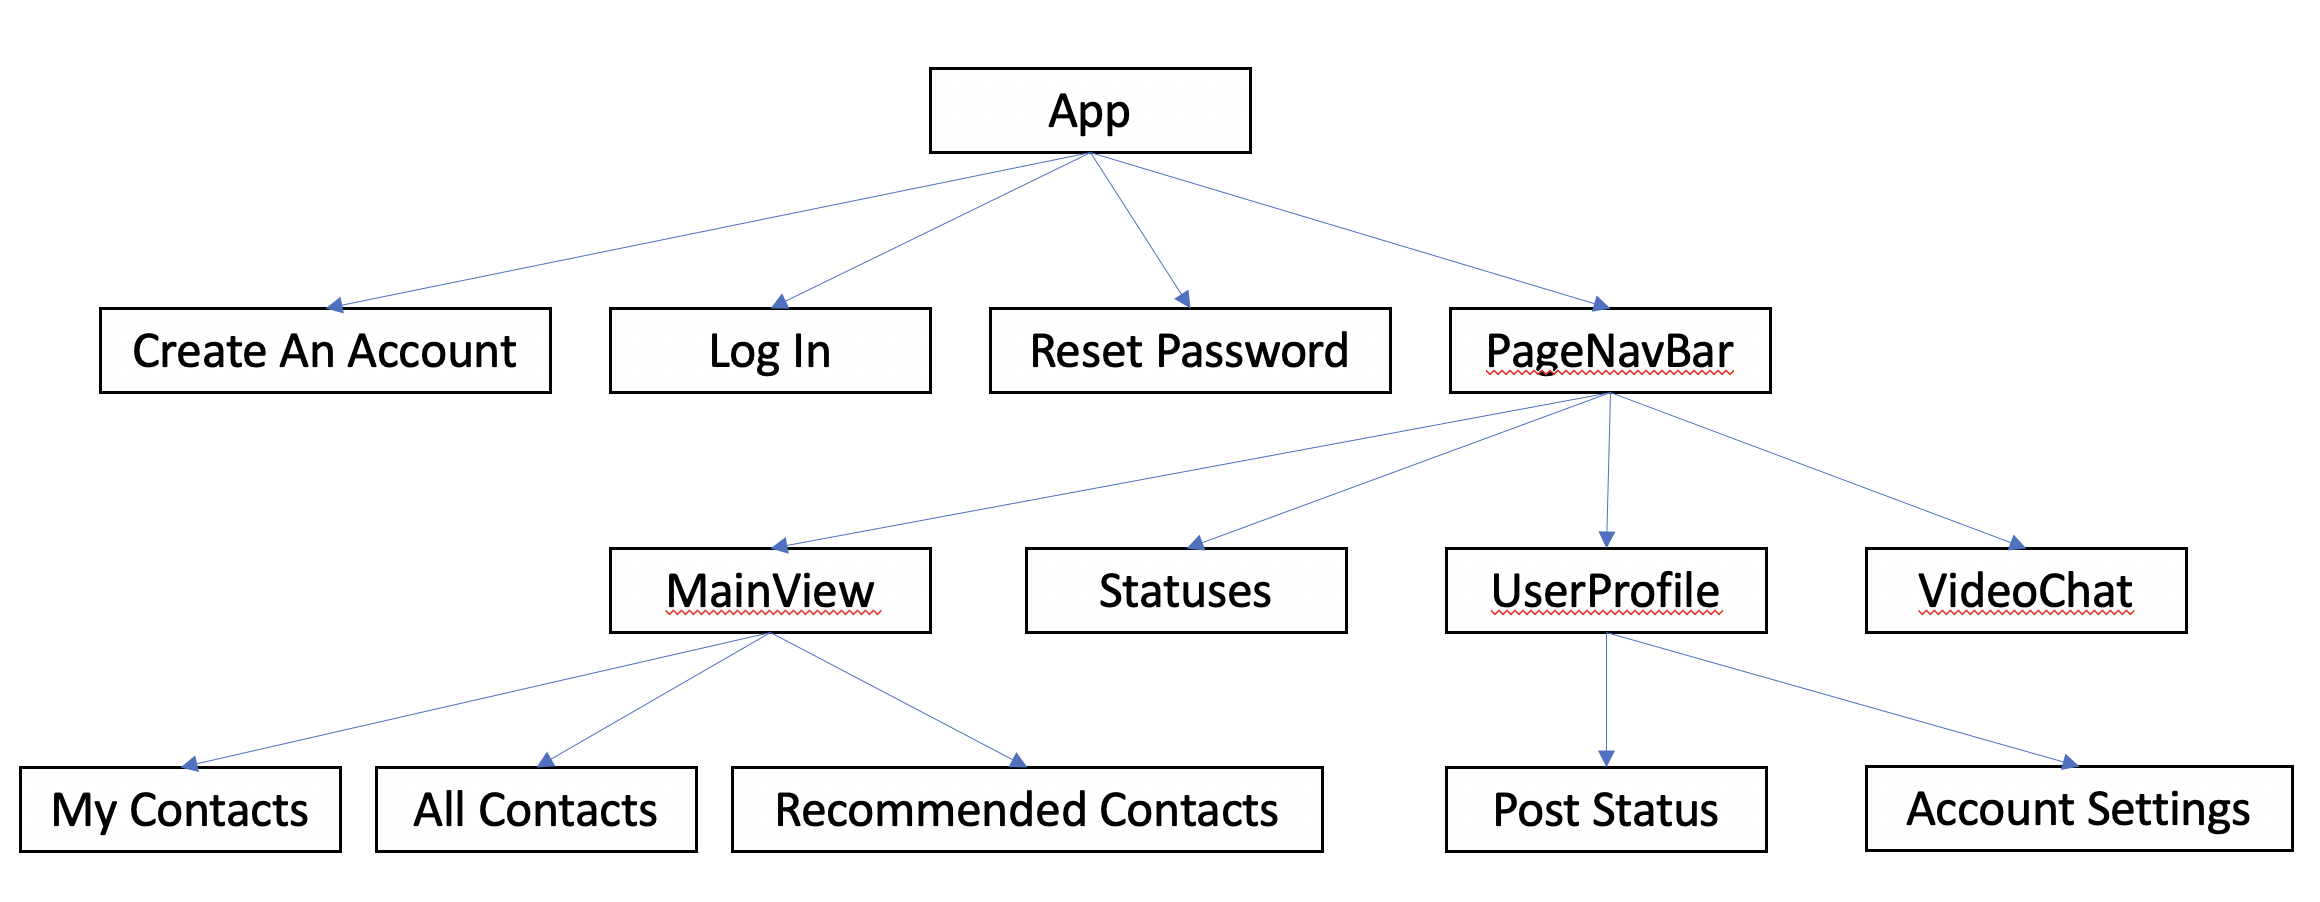 App
Create An Account
Log In
Reset Password
PageNavBar
MainView
Statuses
UserProfile
VideoChat
My Contacts
All Contacts
Recommended Contacts
Post Status
Account Settings